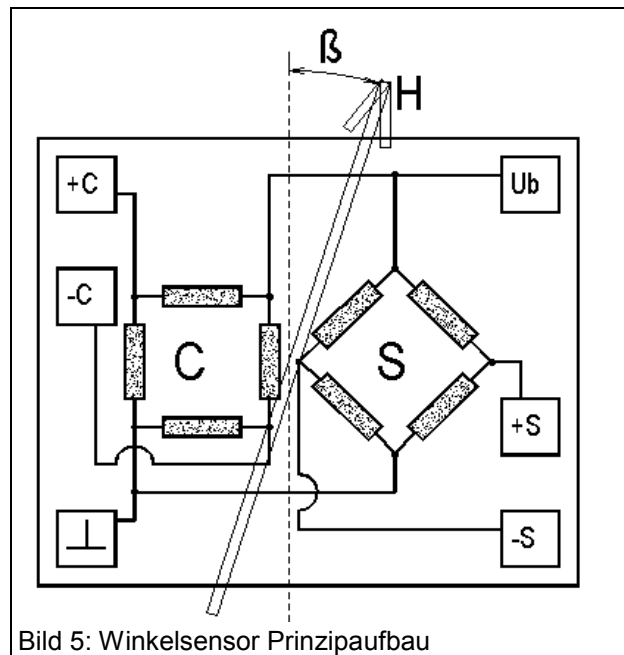 ß
H
+C
Ub
-C
C
S
+S
⊥
-S
Bild 5: Winkelsensor Prinzipaufbau